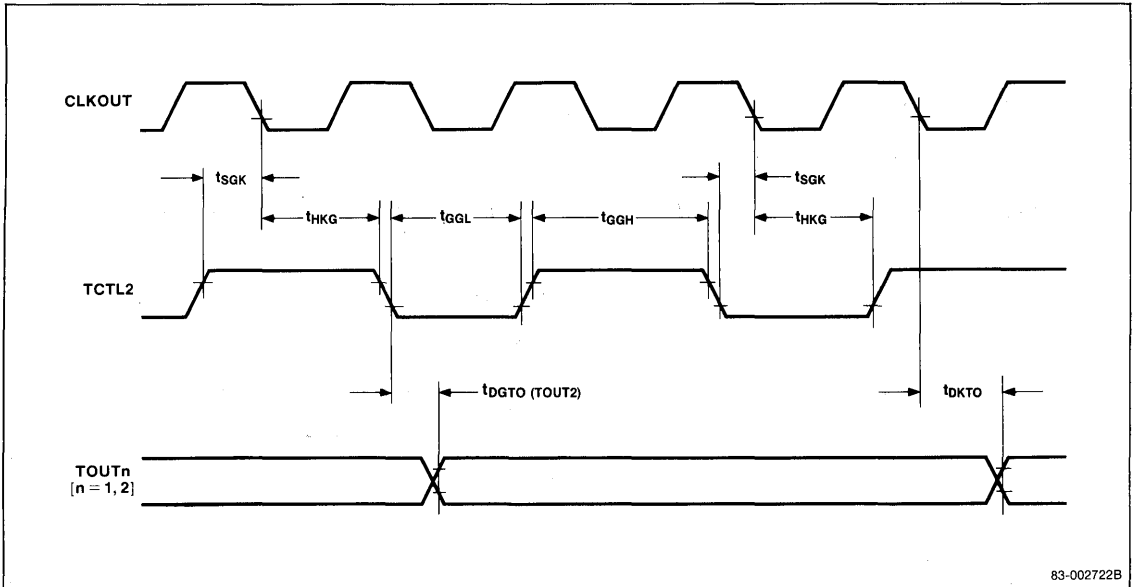 CLKOUT
tSGK
tSGK
tHKG
tGGL
tGGH
tHKG
TCTL2
tDGTO (TOUT2)
tDKTO
TOUTn
[n = 1, 2]
83-002722B